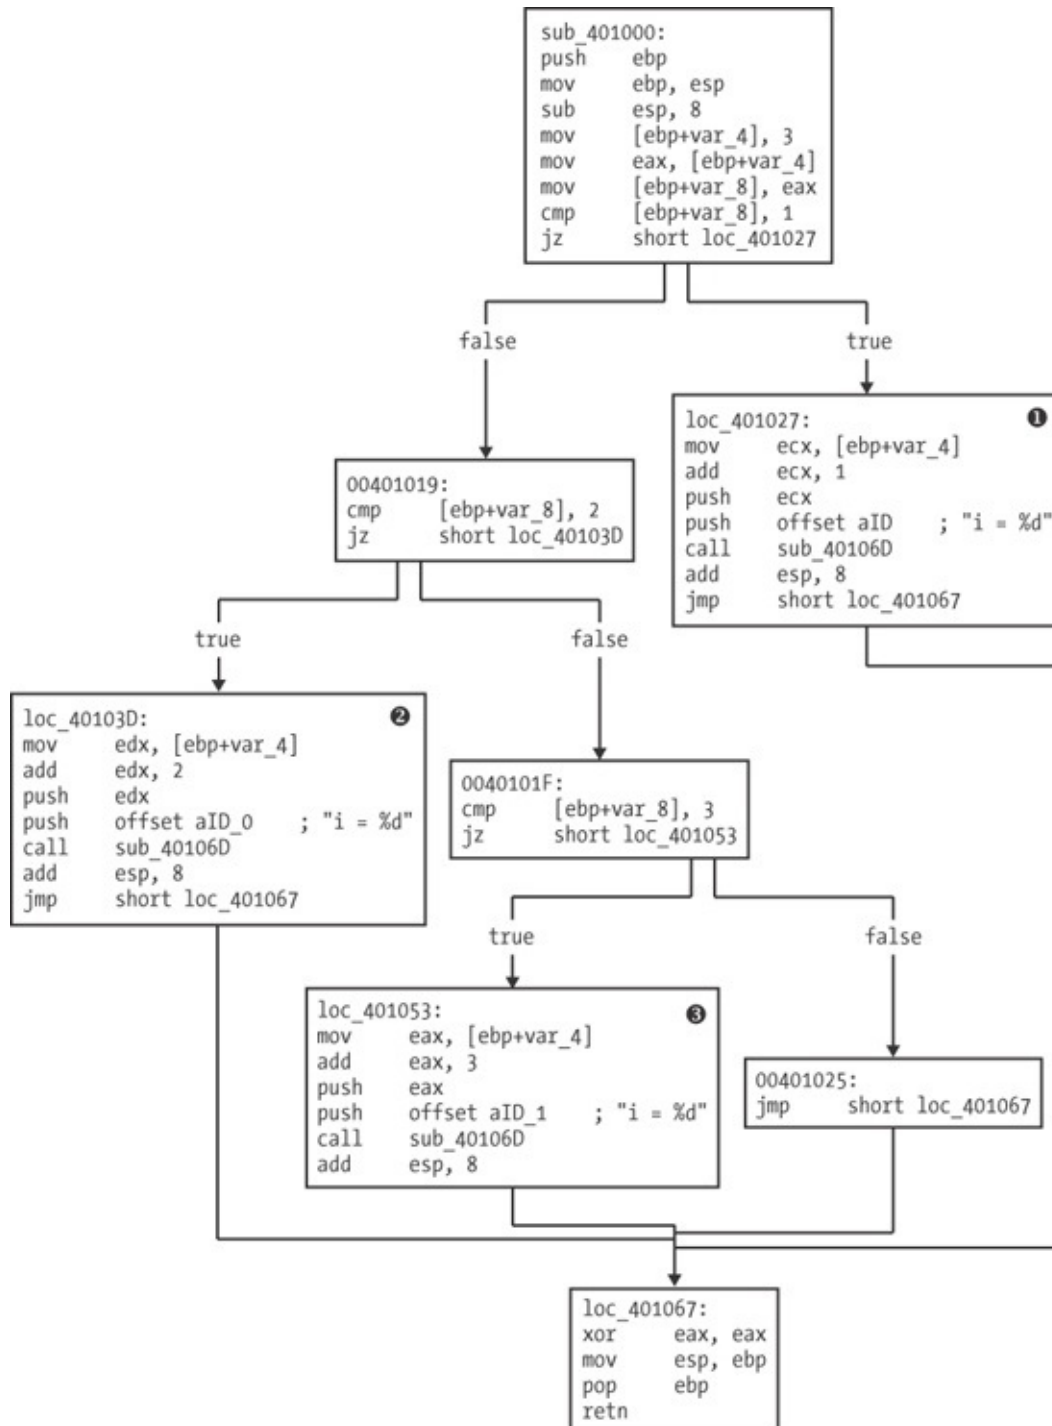 sub_401000:
push ebp
mov ebp, esp
sub esp, 8
mov [ebp+var_4], 3
mov eax, [ebp+var_4]
mov [ebp+var_8], eax
cmp [ebp+var_8], 1
jz short loc_401027
false
true
loc_401027: ❶
mov ecx, [ebp+var_4]
add ecx, 1
push ecx
push offset aID ; "i = %d"
call sub_40106D
add esp, 8
jmp short loc_401067
00401019:
cmp [ebp+var_8], 2
jz short loc_40103D
true
false
loc_40103D: ❷
mov edx, [ebp+var_4]
add edx, 2
push edx
push offset aID_0 ; "i = %d"
call sub_40106D
add esp, 8
jmp short loc_401067
0040101F:
cmp [ebp+var_8], 3
jz short loc_401053
true
false
loc_401053: ❸
mov eax, [ebp+var_4]
add eax, 3
push eax
push offset aID_1 ; "i = %d"
call sub_40106D
add esp, 8
00401025:
jmp short loc_401067
loc_401067:
xor eax, eax
mov esp, ebp
pop ebp
retn